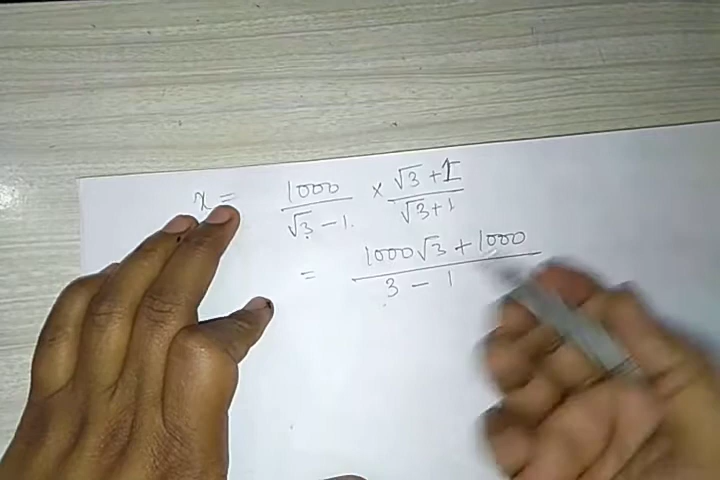 x = 1000/(√3 - 1) × (√3 + 1)/(√3 + 1)
= (1000√3 + 1000)/(3 - 1)